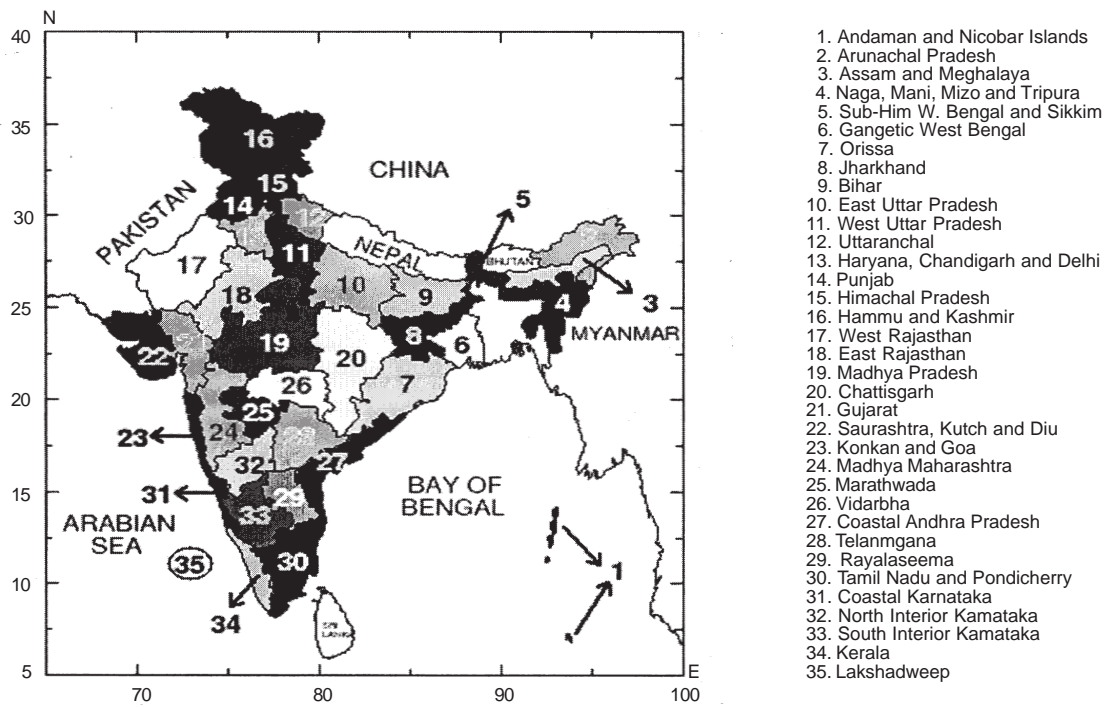 N
40
35
30
25
20
15
10
5
70
80
90
100
E
CHINA
PAKISTAN
NEPAL
BHUTAN
MYANMAR
BAY OF
BENGAL
ARABIAN
SEA
SRI
LANKA
16
15
14
12
13
11
17
18
10
9
5
2
3
4
8
6
7
22
21
19
20
26
25
24
23
28
27
32
31
29
33
30
35
34
1
1. Andaman and Nicobar Islands
2. Arunachal Pradesh
3. Assam and Meghalaya
4. Naga, Mani, Mizo and Tripura
5. Sub-Him W. Bengal and Sikkim
6. Gangetic West Bengal
7. Orissa
8. Jharkhand
9. Bihar
10. East Uttar Pradesh
11. West Uttar Pradesh
12. Uttaranchal
13. Haryana, Chandigarh and Delhi
14. Punjab
15. Himachal Pradesh
16. Hammu and Kashmir
17. West Rajasthan
18. East Rajasthan
19. Madhya Pradesh
20. Chattisgarh
21. Gujarat
22. Saurashtra, Kutch and Diu
23. Konkan and Goa
24. Madhya Maharashtra
25. Marathwada
26. Vidarbha
27. Coastal Andhra Pradesh
28. Telanmgana
29. Rayalaseema
30. Tamil Nadu and Pondicherry
31. Coastal Karnataka
32. North Interior Kamataka
33. South Interior Kamataka
34. Kerala
35. Lakshadweep